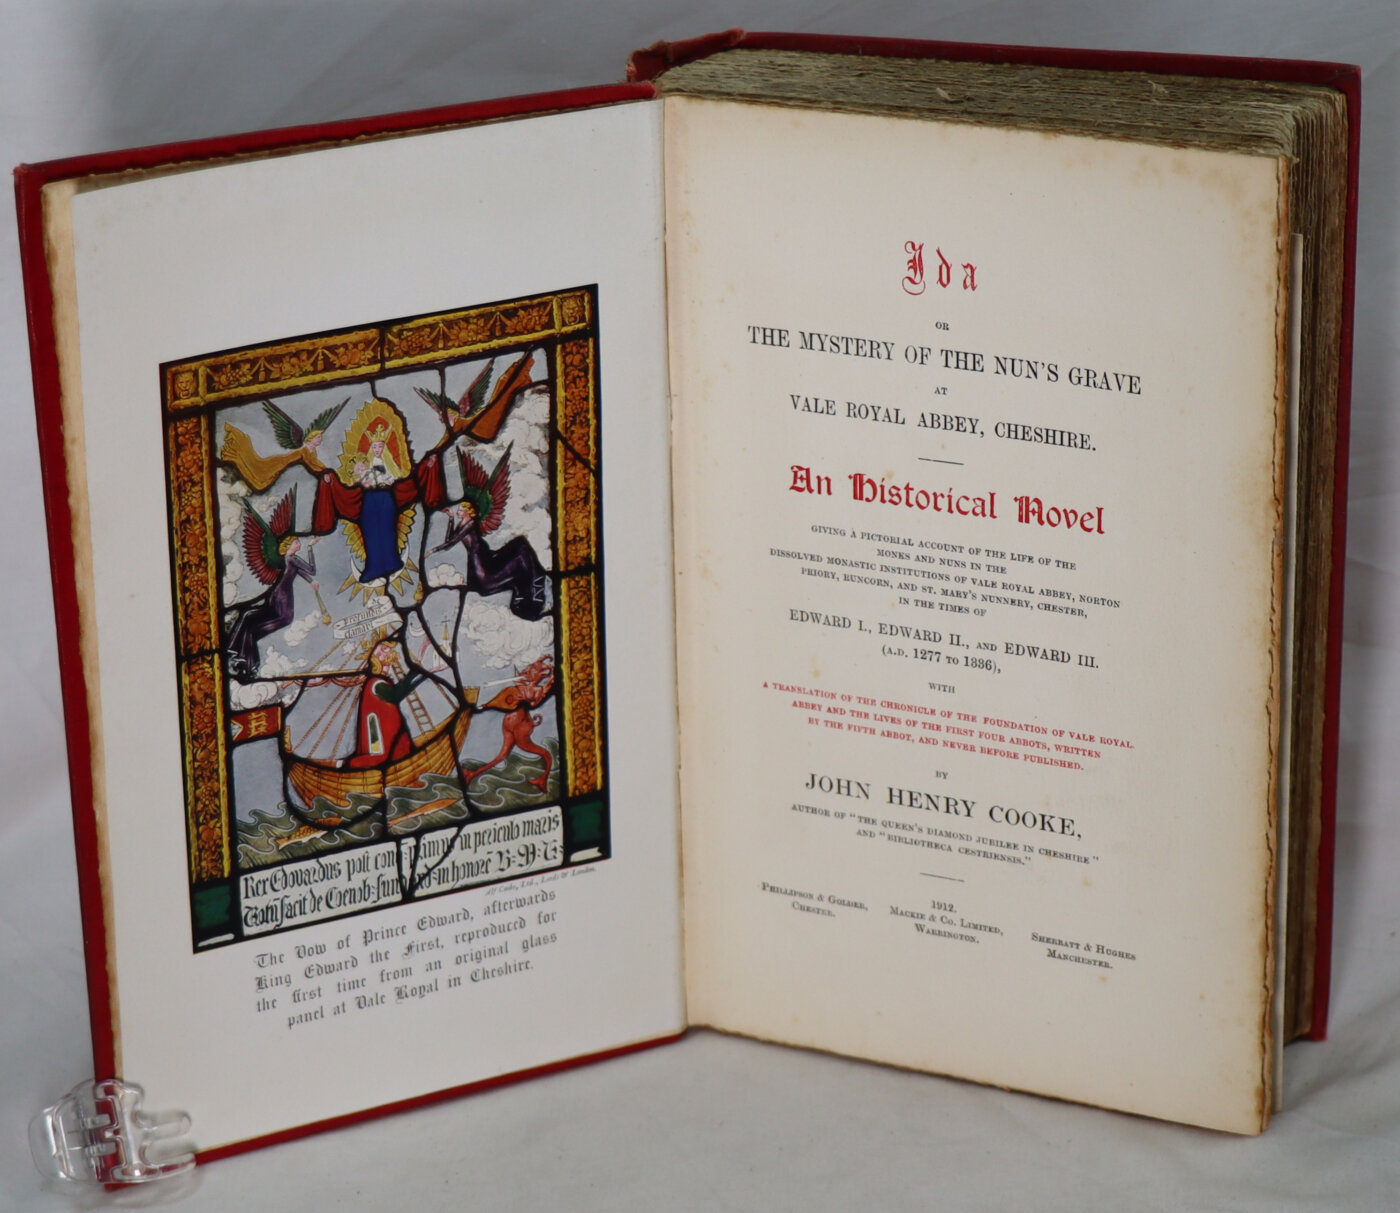 Rex Edouardus post
Alf Cooke, Ltd., Leeds & London.
The Vow of Prince Edward, afterwards
King Edward the First, reproduced for
the first time from an original glass
panel at Vale Royal in Cheshire.
Ida
OR
THE MYSTERY OF THE NUN'S GRAVE
AT
VALE ROYAL ABBEY, CHESHIRE.
An Historical Novel
GIVING A PICTORIAL ACCOUNT OF THE LIFE OF THE
MONKS AND NUNS IN THE
DISSOLVED MONASTIC INSTITUTIONS OF VALE ROYAL ABBEY, NORTON
PRIORY, RUNCORN, AND ST. MARY'S NUNNERY, CHESTER,
IN THE TIMES OF
EDWARD I., EDWARD II., AND EDWARD III.
(A.D. 1277 TO 1336),
WITH
A TRANSLATION OF THE CHRONICLE OF THE FOUNDATION OF VALE ROYAL
ABBEY AND THE LIVES OF THE FIRST FOUR ABBOTS, WRITTEN
BY THE FIFTH ABBOT, AND NEVER BEFORE PUBLISHED.
BY
JOHN HENRY COOKE,
AUTHOR OF "THE QUEEN'S DIAMOND JUBILEE IN CHESHIRE"
AND "BIBLIOTHECA CESTRIENSIS."
1912.
PHILLIPSON & GOLDER,
CHESTER.
MACKIE & CO. LIMITED,
WARRINGTON.
SHERRATT & HUGHES
MANCHESTER.